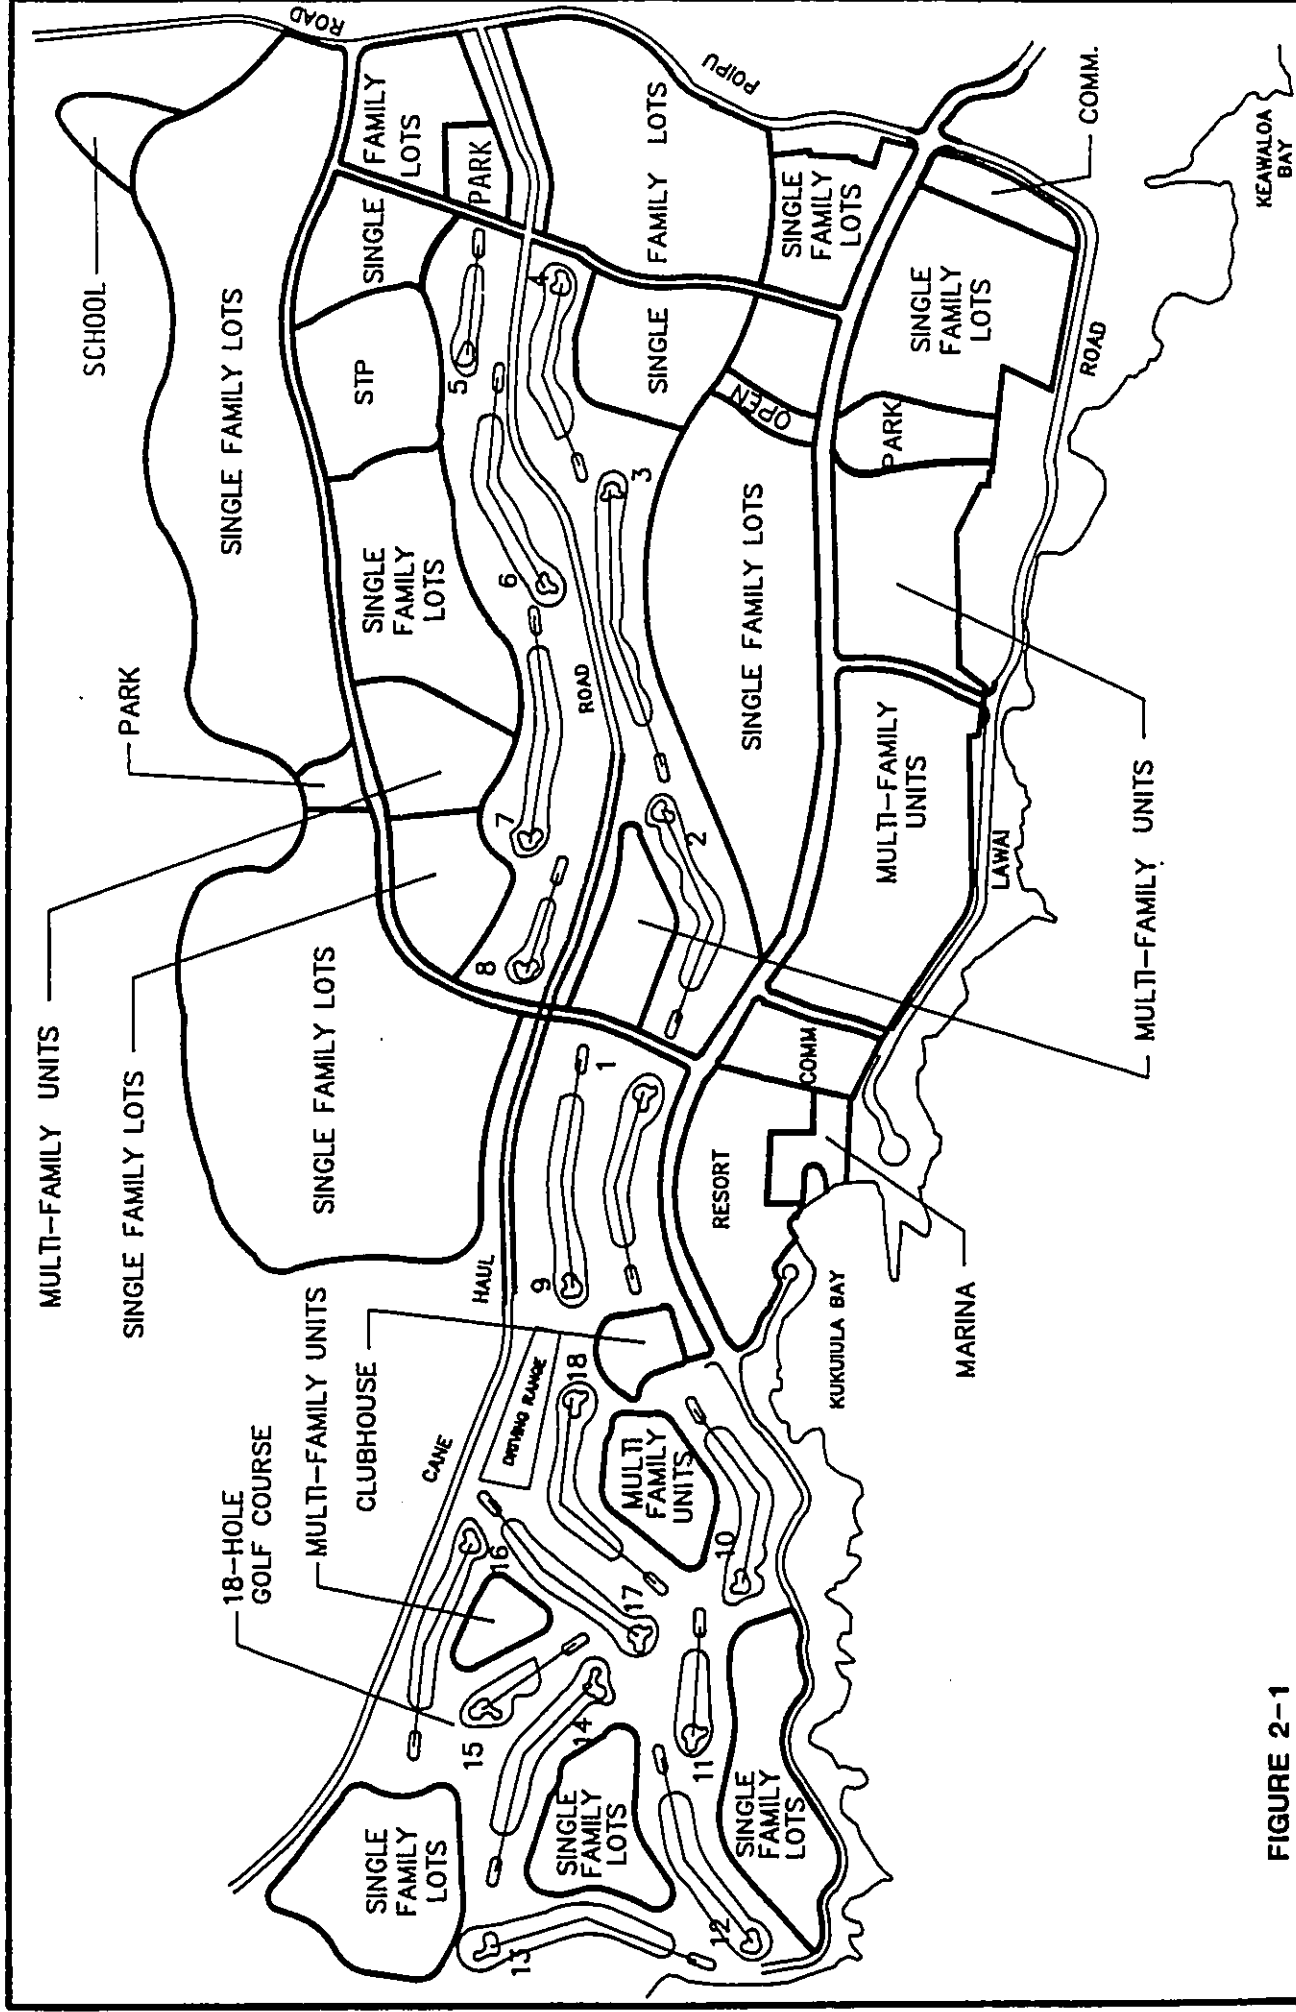 MULTI-FAMILY UNITS
SINGLE FAMILY LOTS
PARK
SCHOOL
18-HOLE
GOLF COURSE
MULTI-FAMILY UNITS
CLUBHOUSE
SINGLE FAMILY LOTS
SINGLE FAMILY LOTS
ROAD
POIPU
CANE
HAUL
ROAD
SINGLE
FAMILY
LOTS
SINGLE
FAMILY
LOTS
STP
SINGLE FAMILY
LOTS
PARK
DRIVING RANGE
SINGLE
FAMILY
LOTS
SINGLE
FAMILY
LOTS
MULTI
FAMILY
UNITS
SINGLE FAMILY LOTS
SINGLE FAMILY LOTS
OPEN
SINGLE
FAMILY
LOTS
RESORT
COMM
MULTI-FAMILY
UNITS
PARK
SINGLE
FAMILY
LOTS
1
2
3
4
5
6
7
8
9
10
11
12
13
14
15
16
17
18
KUKUIULA BAY
MARINA
LAWAI
ROAD
COMM.
KEAWALOA
BAY
MULTI-FAMILY UNITS
MULTI-FAMILY UNITS
FIGURE 2-1